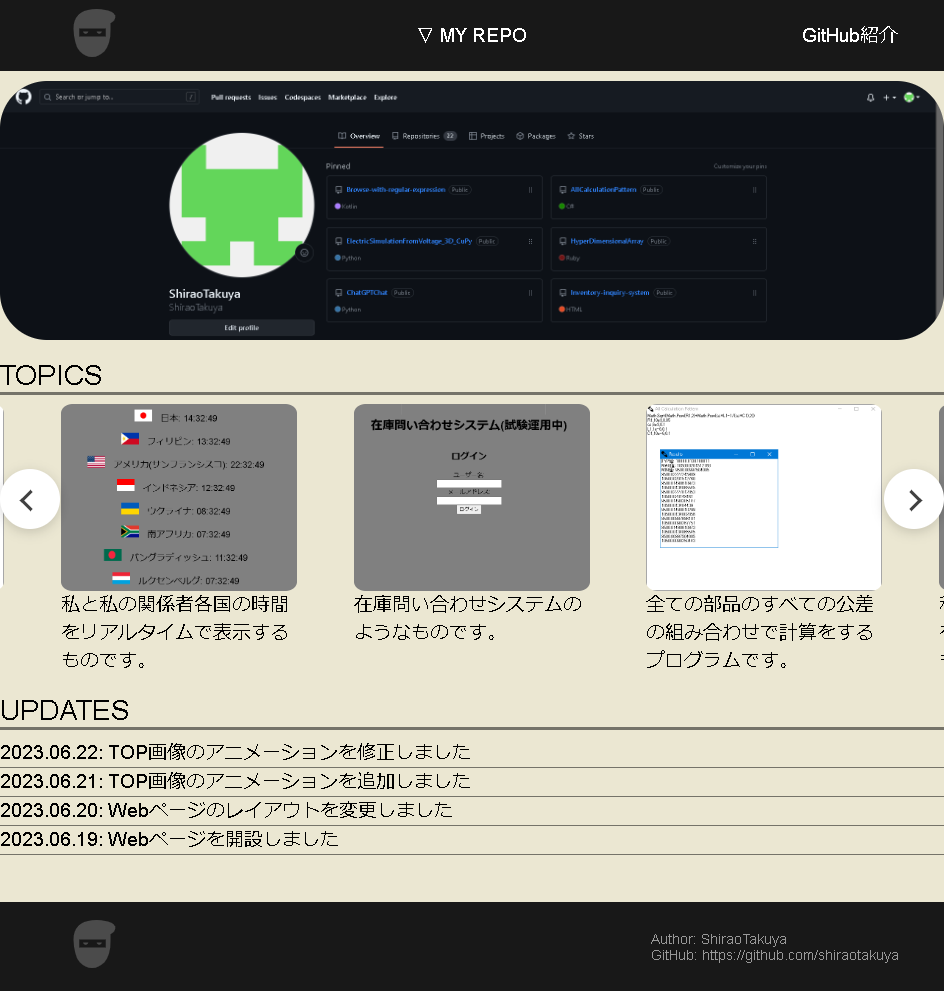 ▽ MY REPO
GitHub紹介
Search or jump to...
/
Pull requests Issues Codespaces Marketplace Explore
Overview Repositories 22 Projects Packages Stars
Pinned
Customize your pins
Browse-with-regular-expression Public
Kotlin
AllCalculationPattern Public
C#
ElectricSimulationFromVoltage_3D_CuPy Public
Python
HyperDimensionalArray Public
Ruby
ChatGPTChat Public
Python
Inventory-inquiry-system Public
HTML
ShiraoTakuya
ShiraoTakuya
Edit profile
TOPICS
日本: 14:32:49
フィリピン: 13:32:49
アメリカ(サンフランシスコ): 22:32:49
インドネシア: 12:32:49
ウクライナ: 08:32:49
南アフリカ: 07:32:49
バングラディッシュ: 11:32:49
ルクセンベルグ: 07:32:49
私と私の関係者各国の時間
をリアルタイムで表示する
ものです。
在庫問い合わせシステム(試験運用中)
ログイン
ユーザー名
メールアドレス
ログイン
在庫問い合わせシステムの
ようなものです。
All Calculation Pattern
全ての部品のすべての公差
の組み合わせで計算をする
プログラムです。
UPDATES
2023.06.22: TOP画像のアニメーションを修正しました
2023.06.21: TOP画像のアニメーションを追加しました
2023.06.20: Webページのレイアウトを変更しました
2023.06.19: Webページを開設しました
Author: ShiraoTakuya
GitHub: https://github.com/shiraotakuya